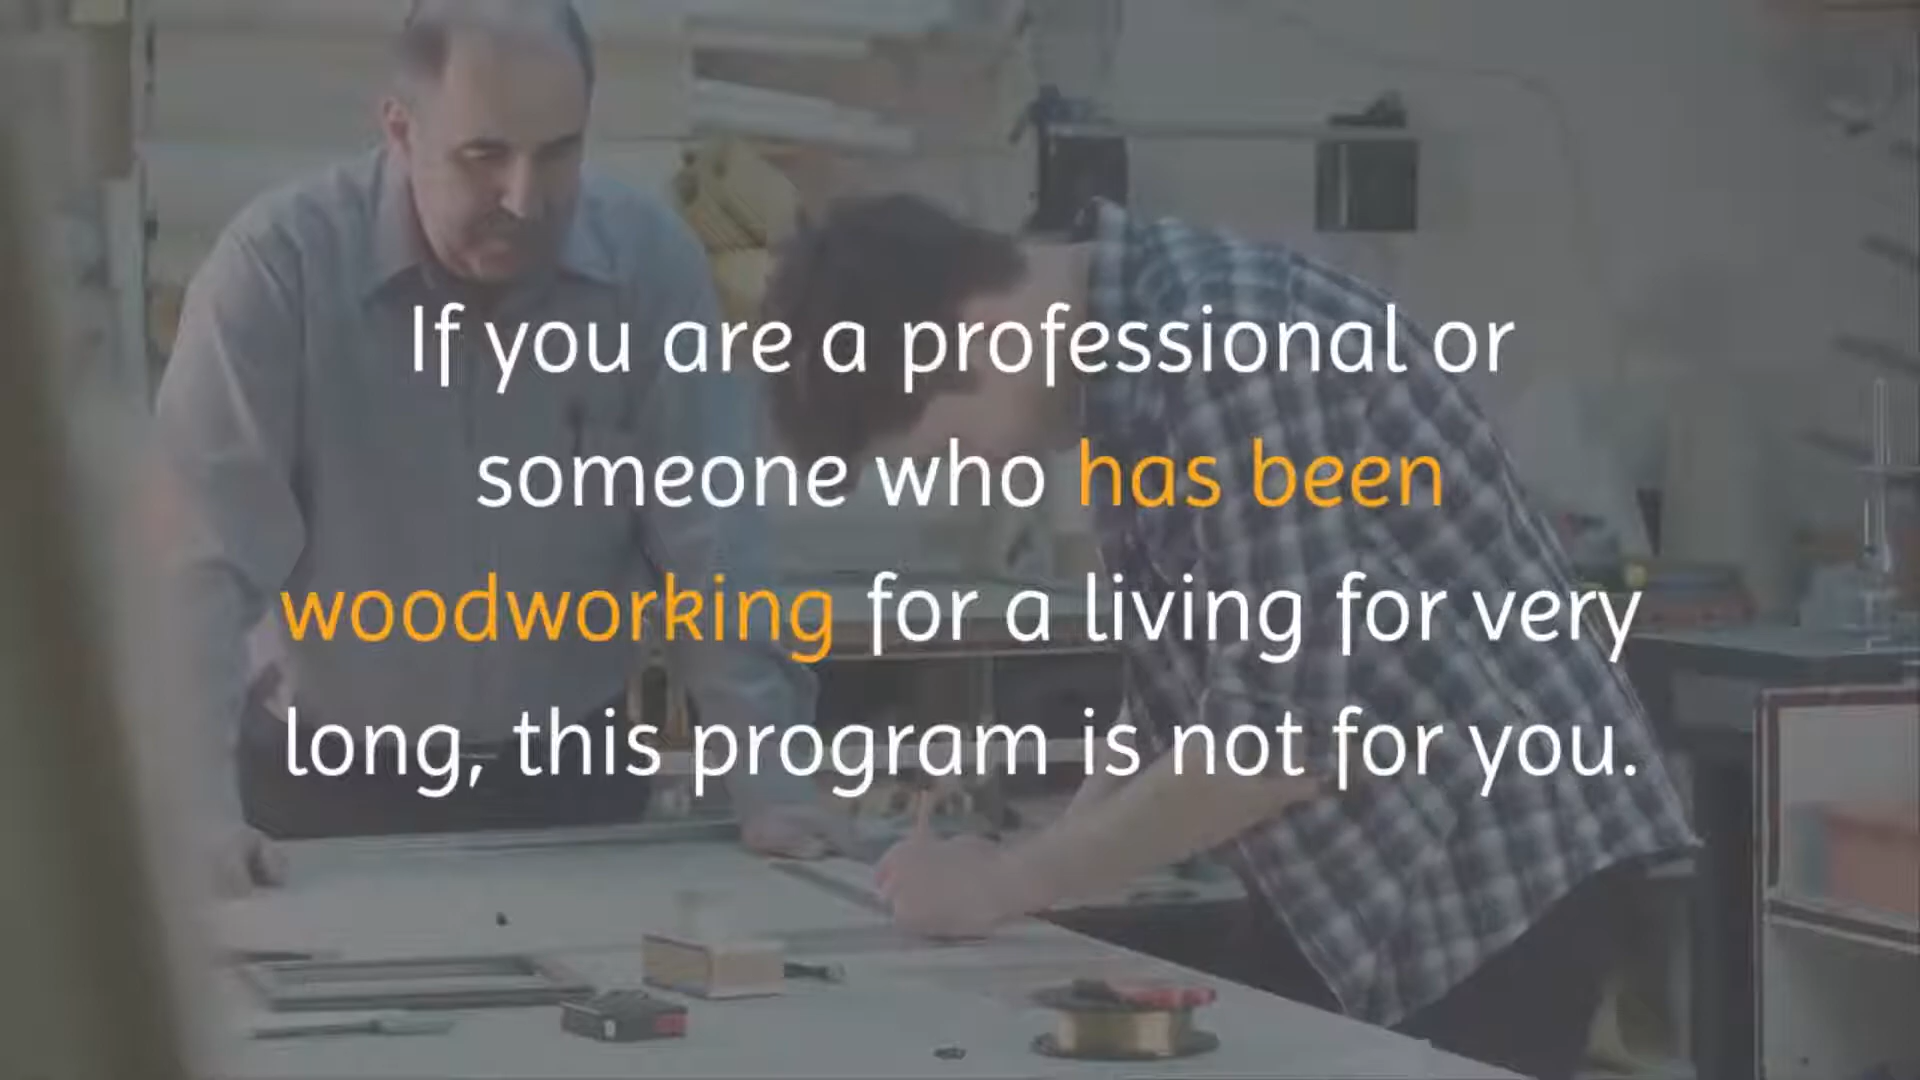 If you are a professional or
someone who has been
woodworking for a living for very
long, this program is not for you.